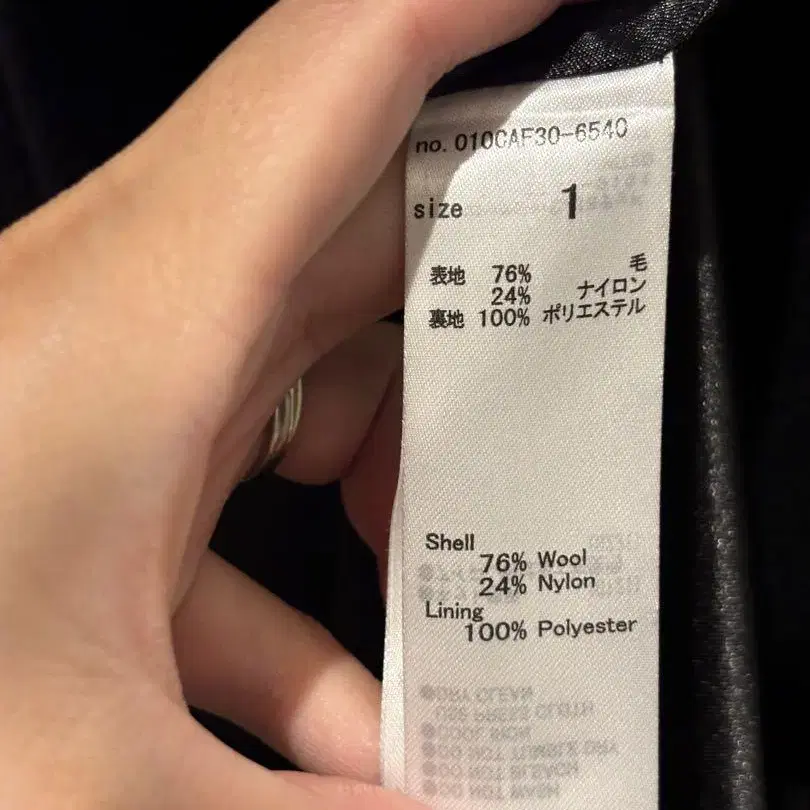 no. 010CAF30-6540
size 1
表地 76% 毛
24% ナイロン
裏地 100% ポリエステル
Shell
76% Wool
24% Nylon
Lining
100% Polyester